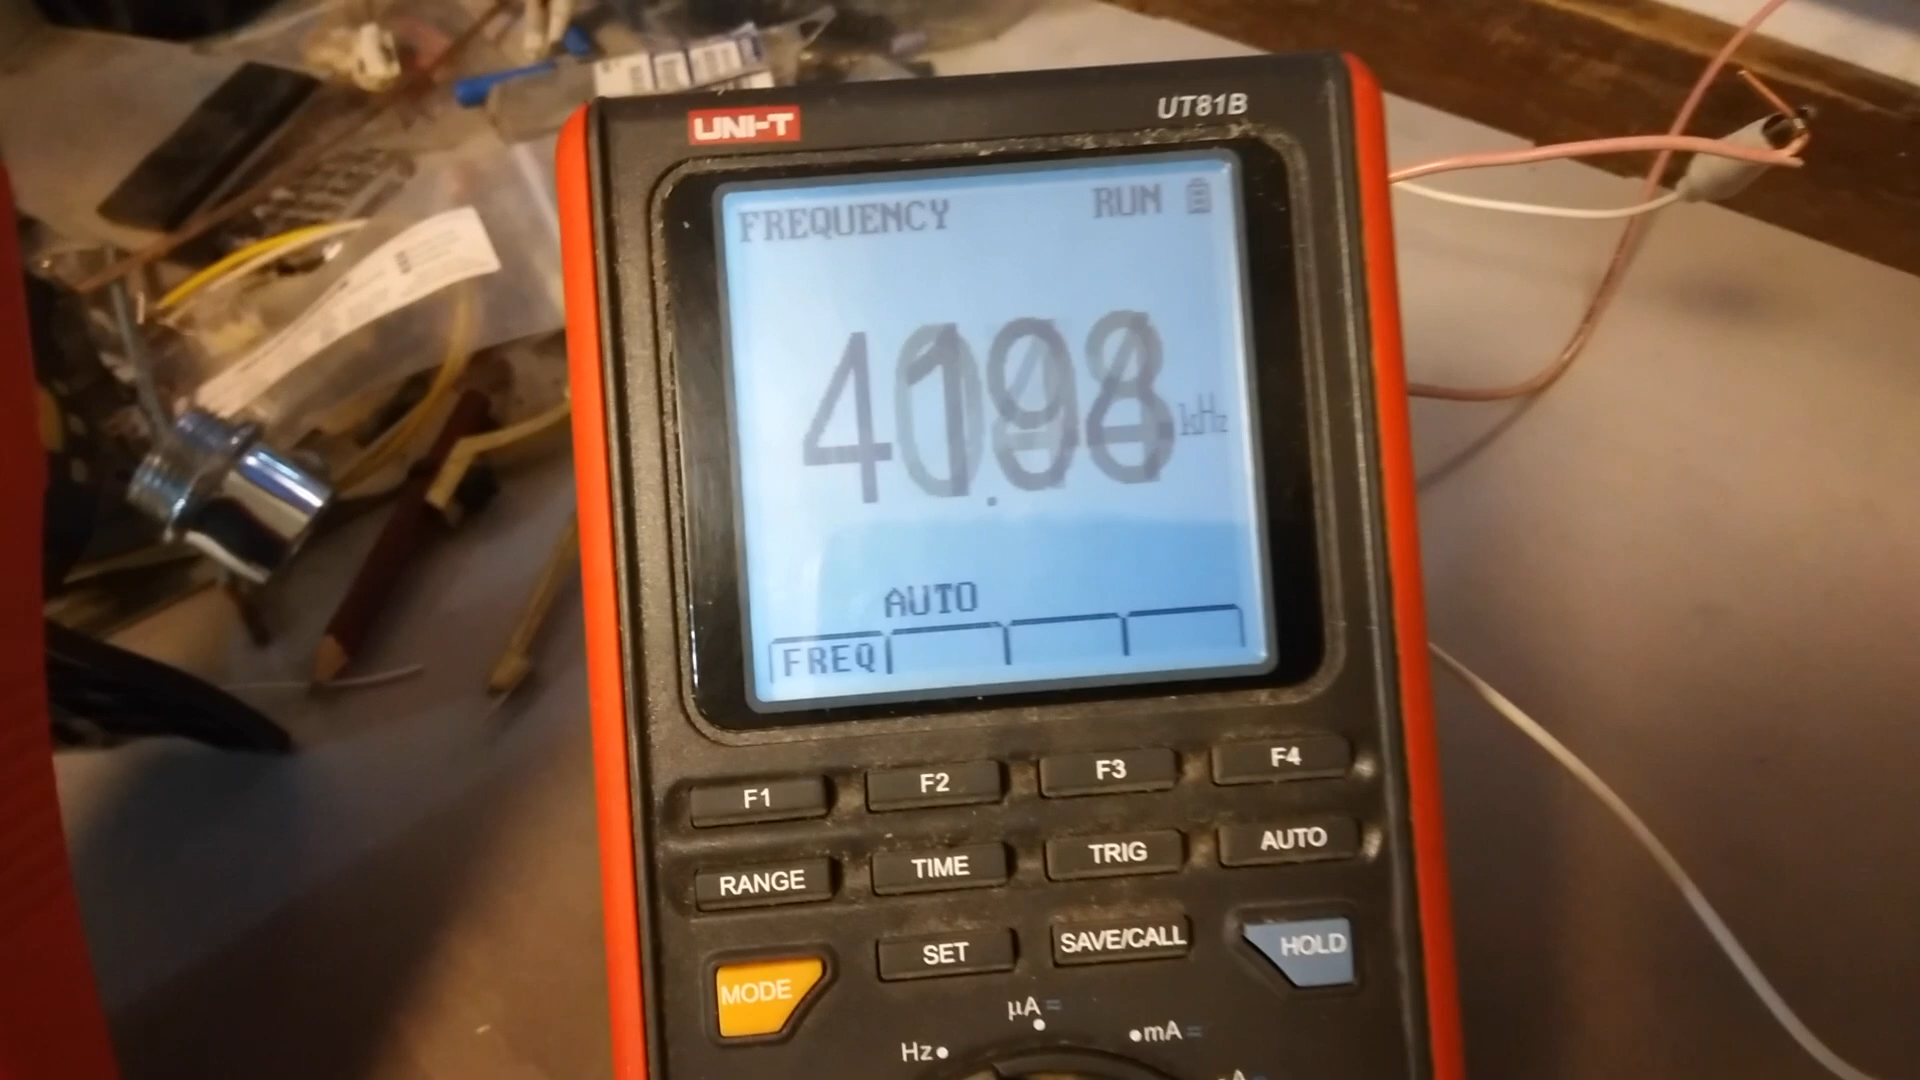 UNI-T UT81B
FREQUENCY RUN
kHz
AUTO
FREQ
F1 F2 F3 F4
RANGE TIME TRIG AUTO
MODE SET SAVE/CALL HOLD
µA
Hz mA